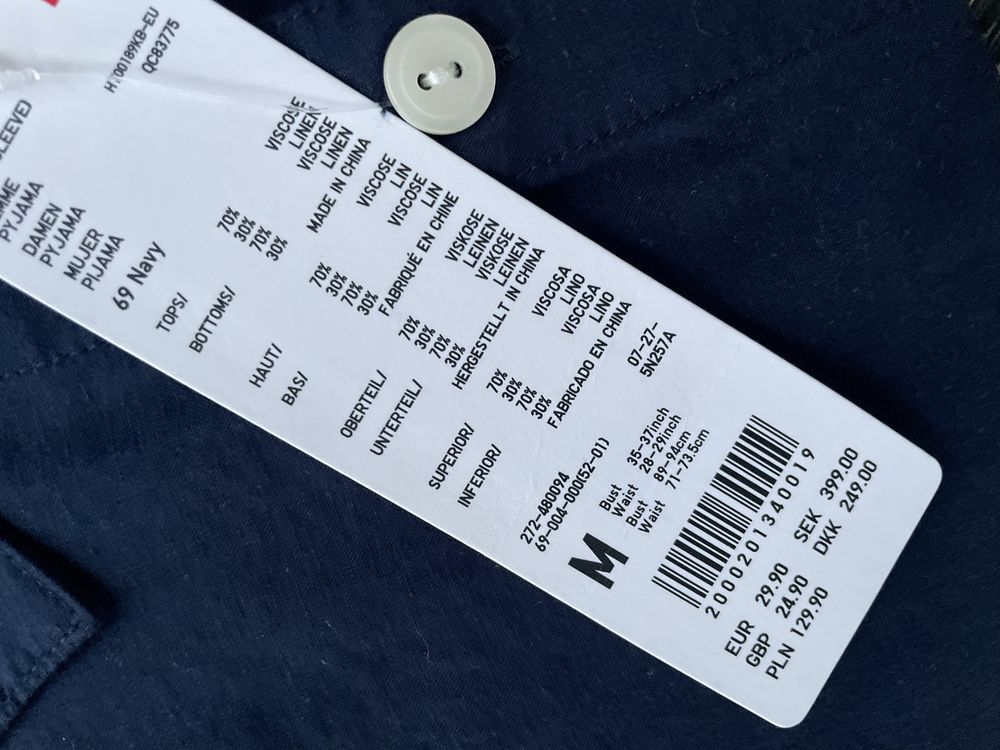 HY00189KB-EU
QC83775
PYJAMA
DAMEN
PYJAMA
MUJER
PIJAMA
69 Navy
TOPS/ 70% VISCOSE
30% LINEN
BOTTOMS/ 70% VISCOSE
30% LINEN
MADE IN CHINA
HAUT/ 70% VISCOSE
30% LIN
BAS/ 70% VISCOSE
30% LIN
FABRIQUÉ EN CHINE
OBERTEIL/ 70% VISKOSE
30% LEINEN
UNTERTEIL/ 70% VISKOSE
30% LEINEN
HERGESTELLT IN CHINA
SUPERIOR/ 70% VISCOSA
30% LINO
INFERIOR/ 70% VISCOSA
30% LINO
FABRICADO EN CHINA
07-27-
5N257A
272-480094
69-004-000(52-01)
M
Bust 35-37inch
Waist 28-29inch
Bust 89-94cm
Waist 71-73.5cm
2000201340019
EUR 29.90 SEK 399.00
GBP 24.90 DKK 249.00
PLN 129.90